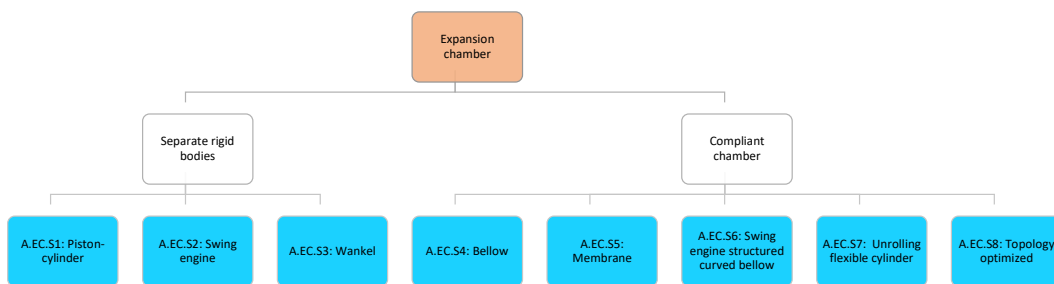 Expansion
chamber
Separate rigid
bodies
Compliant
chamber
A.EC.S1: Piston-
cylinder
A.EC.S2: Swing
engine
A.EC.S3: Wankel
A.EC.S4: Bellow
A.EC.S5:
Membrane
A.EC.S6: Swing
engine structured
curved bellow
A.EC.S7: Unrolling
flexible cylinder
A.EC.S8: Topology
optimized